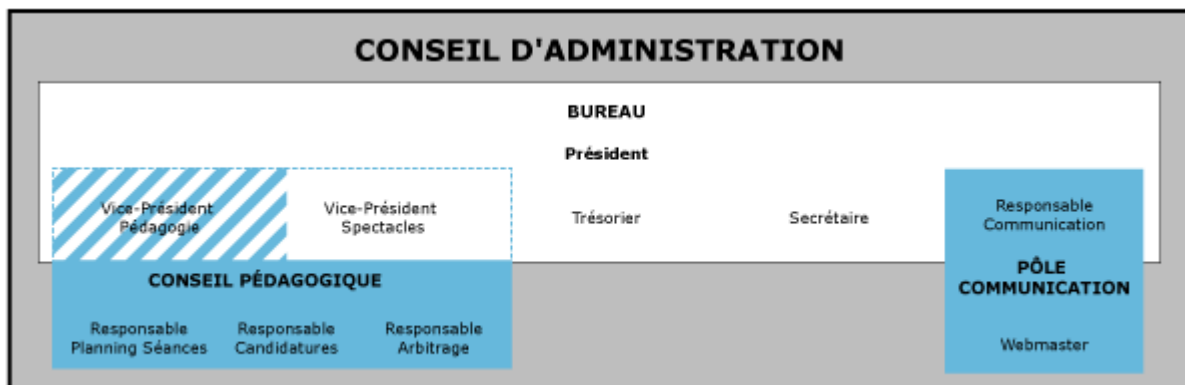 CONSEIL D'ADMINISTRATION
BUREAU
Président
Vice-Président
Pédagogie
Vice-Président
Spectacles
Trésorier
Secrétaire
Responsable
Communication
CONSEIL PÉDAGOGIQUE
PÔLE
COMMUNICATION
Responsable
Planning Séances
Responsable
Candidatures
Responsable
Arbitrage
Webmaster